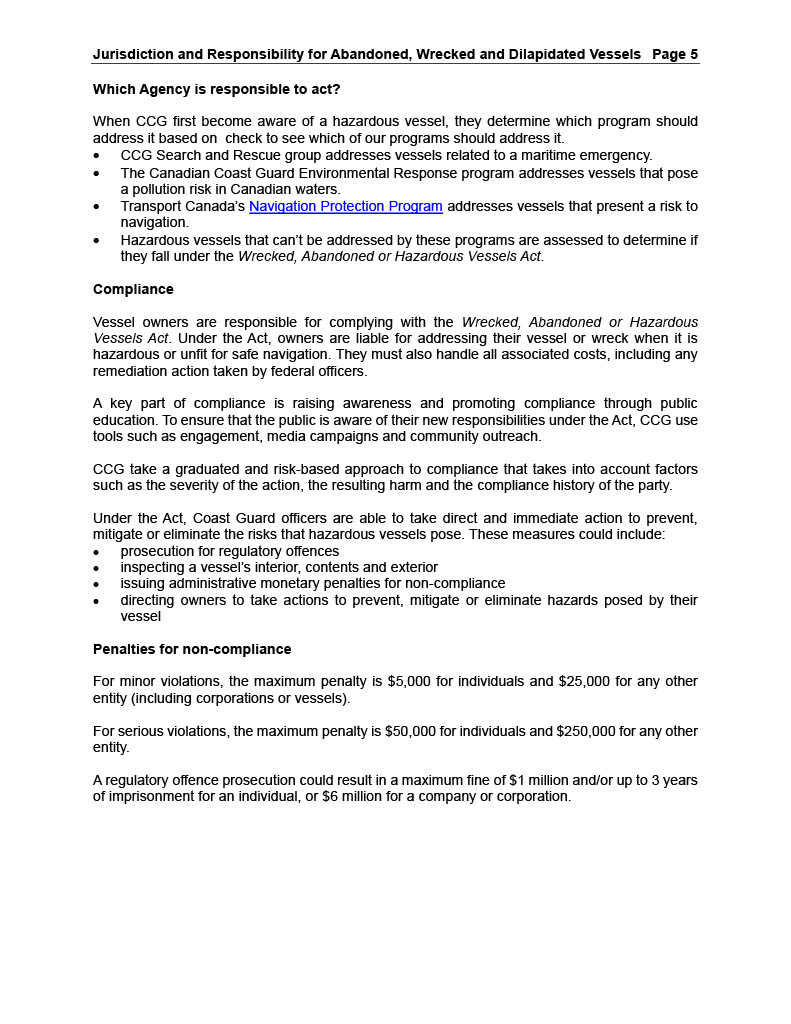 Jurisdiction and Responsibility for Abandoned, Wrecked and Dilapidated Vessels Page 5
Which Agency is responsible to act?
When CCG first become aware of a hazardous vessel, they determine which program should
address it based on  check to see which of our programs should address it.
• CCG Search and Rescue group addresses vessels related to a maritime emergency.
• The Canadian Coast Guard Environmental Response program addresses vessels that pose
a pollution risk in Canadian waters.
• Transport Canada's Navigation Protection Program addresses vessels that present a risk to
navigation.
• Hazardous vessels that can't be addressed by these programs are assessed to determine if
they fall under the Wrecked, Abandoned or Hazardous Vessels Act.
Compliance
Vessel owners are responsible for complying with the Wrecked, Abandoned or Hazardous
Vessels Act. Under the Act, owners are liable for addressing their vessel or wreck when it is
hazardous or unfit for safe navigation. They must also handle all associated costs, including any
remediation action taken by federal officers.
A key part of compliance is raising awareness and promoting compliance through public
education. To ensure that the public is aware of their new responsibilities under the Act, CCG use
tools such as engagement, media campaigns and community outreach.
CCG take a graduated and risk-based approach to compliance that takes into account factors
such as the severity of the action, the resulting harm and the compliance history of the party.
Under the Act, Coast Guard officers are able to take direct and immediate action to prevent,
mitigate or eliminate the risks that hazardous vessels pose. These measures could include:
• prosecution for regulatory offences
• inspecting a vessel's interior, contents and exterior
• issuing administrative monetary penalties for non-compliance
• directing owners to take actions to prevent, mitigate or eliminate hazards posed by their
vessel
Penalties for non-compliance
For minor violations, the maximum penalty is $5,000 for individuals and $25,000 for any other
entity (including corporations or vessels).
For serious violations, the maximum penalty is $50,000 for individuals and $250,000 for any other
entity.
A regulatory offence prosecution could result in a maximum fine of $1 million and/or up to 3 years
of imprisonment for an individual, or $6 million for a company or corporation.